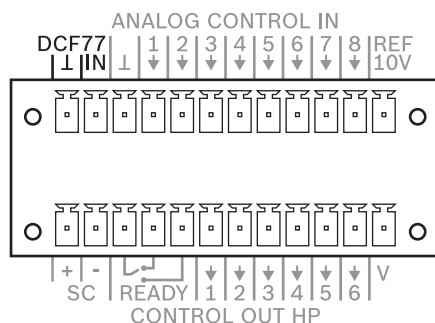 ANALOG CONTROL IN
DCF77 1 2 3 4 5 6 7 8 REF
⊥ IN ⊥ 10V
+ - 1 2 3 4 5 6 V
SC READY
CONTROL OUT HP